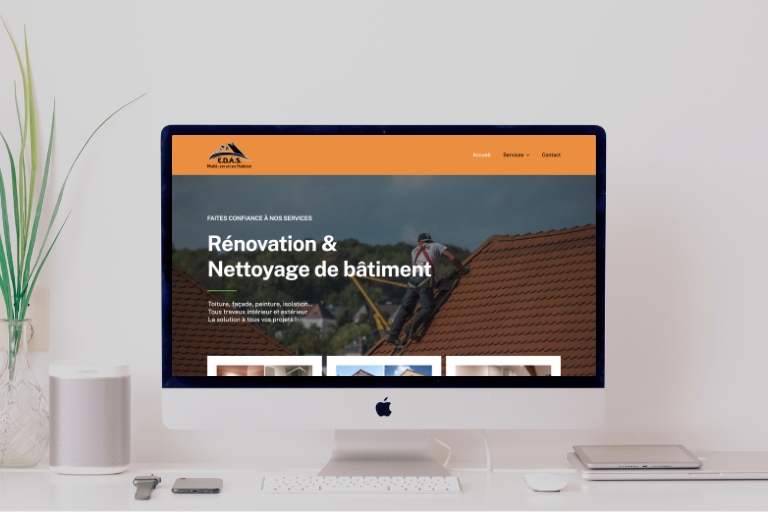 E.D.A.S.
Multi services Habitat
Accueil Services Contact
FAITES CONFIANCE À NOS SERVICES
Rénovation &
Nettoyage de bâtiment
Toiture, façade, peinture, isolation...
Tous travaux intérieur et extérieur
La solution à tous vos projets !